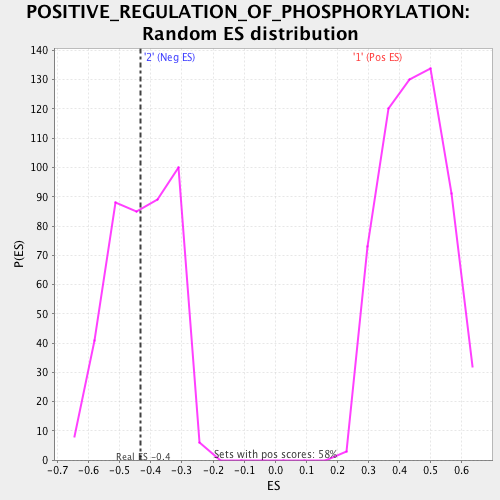 POSITIVE_REGULATION_OF_PHOSPHORYLATION:
Random ES distribution
'2' (Neg ES)
'1' (Pos ES)
140
130
120
110
100
90
80
70
60
50
40
30
20
10
0
P(ES)
Real ES -0.4
Sets with pos scores: 58%
-0.7 -0.6 -0.5 -0.4 -0.3 -0.2 -0.1 0.0 0.1 0.2 0.3 0.4 0.5 0.6
ES